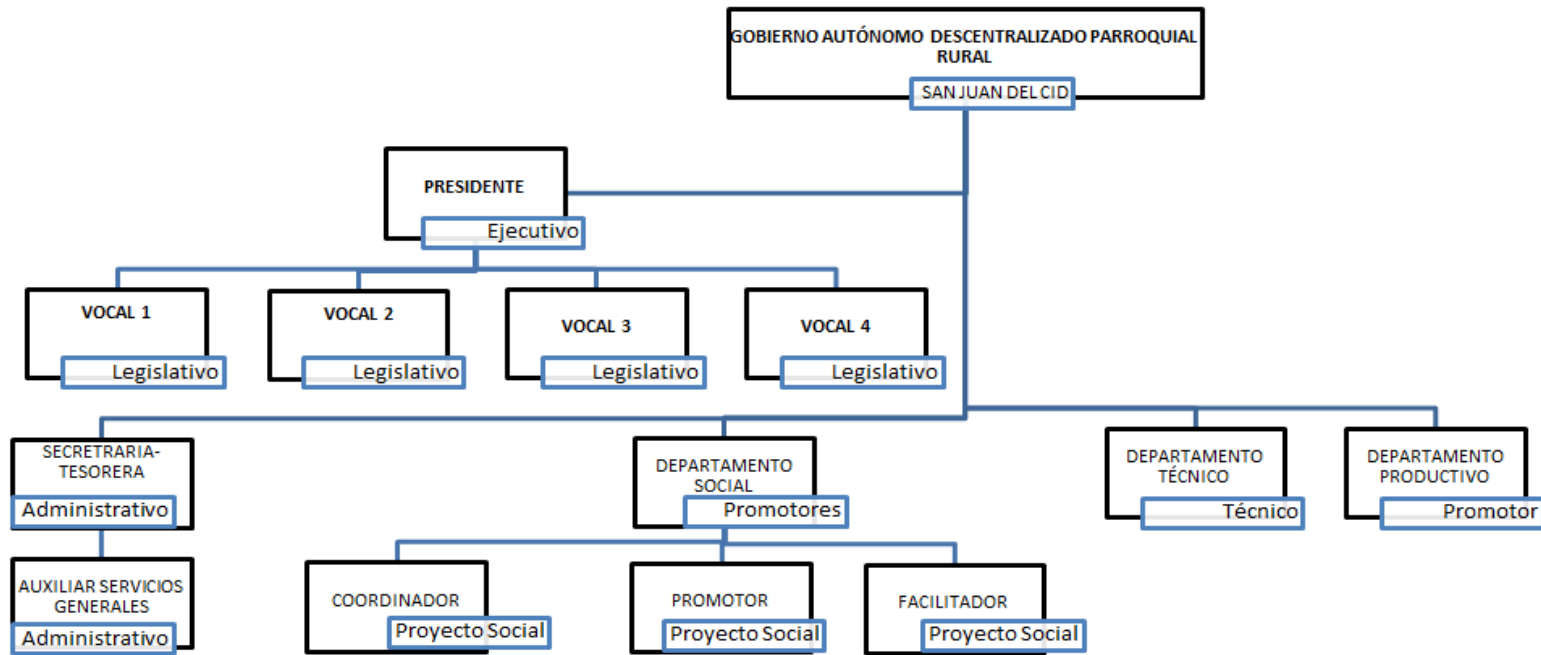 GOBIERNO AUTÓNOMO DESCENTRALIZADO PARROQUIAL
RURAL
SAN JUAN DEL CID
PRESIDENTE
Ejecutivo
VOCAL 1
Legislativo
VOCAL 2
Legislativo
VOCAL 3
Legislativo
VOCAL 4
Legislativo
SECRETRARIA-
TESORERA
Administrativo
DEPARTAMENTO
SOCIAL
Promotores
DEPARTAMENTO
TÉCNICO
Técnico
DEPARTAMENTO
PRODUCTIVO
Promotor
AUXILIAR SERVICIOS
GENERALES
Administrativo
COORDINADOR
Proyecto Social
PROMOTOR
Proyecto Social
FACILITADOR
Proyecto Social